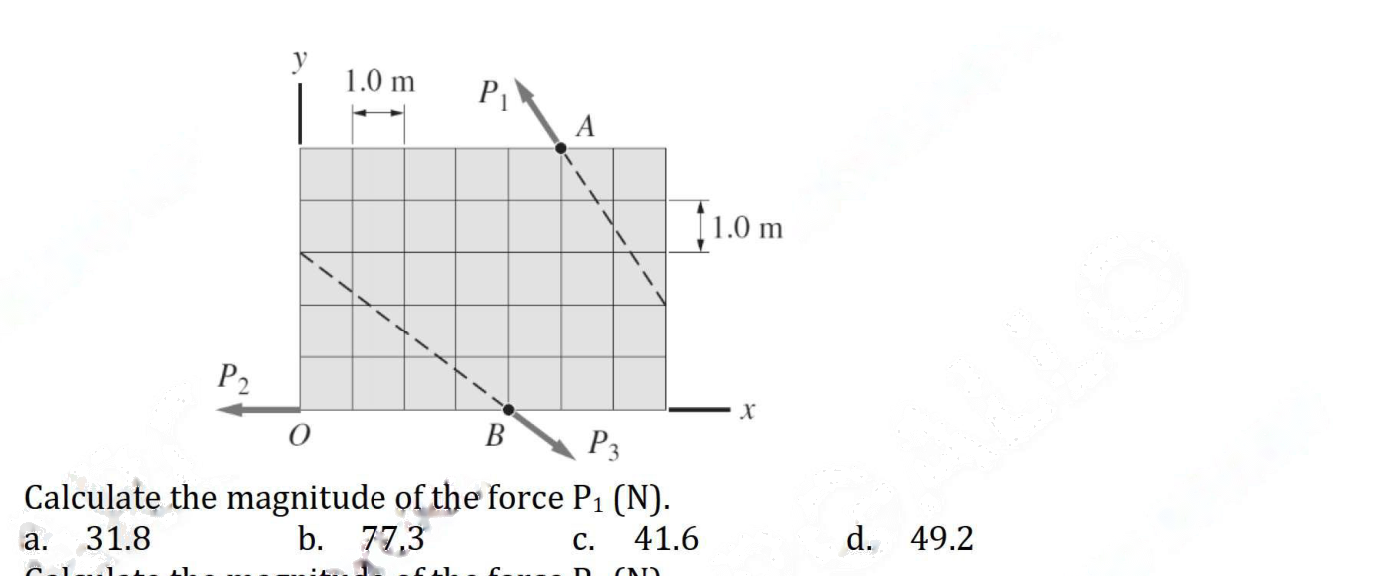 y
1.0 m
P₁
A
1.0 m
P₂
x
O
B
P₃
Calculate the magnitude of the force P₁ (N).
a. 31.8 b. 77.3 c. 41.6 d. 49.2